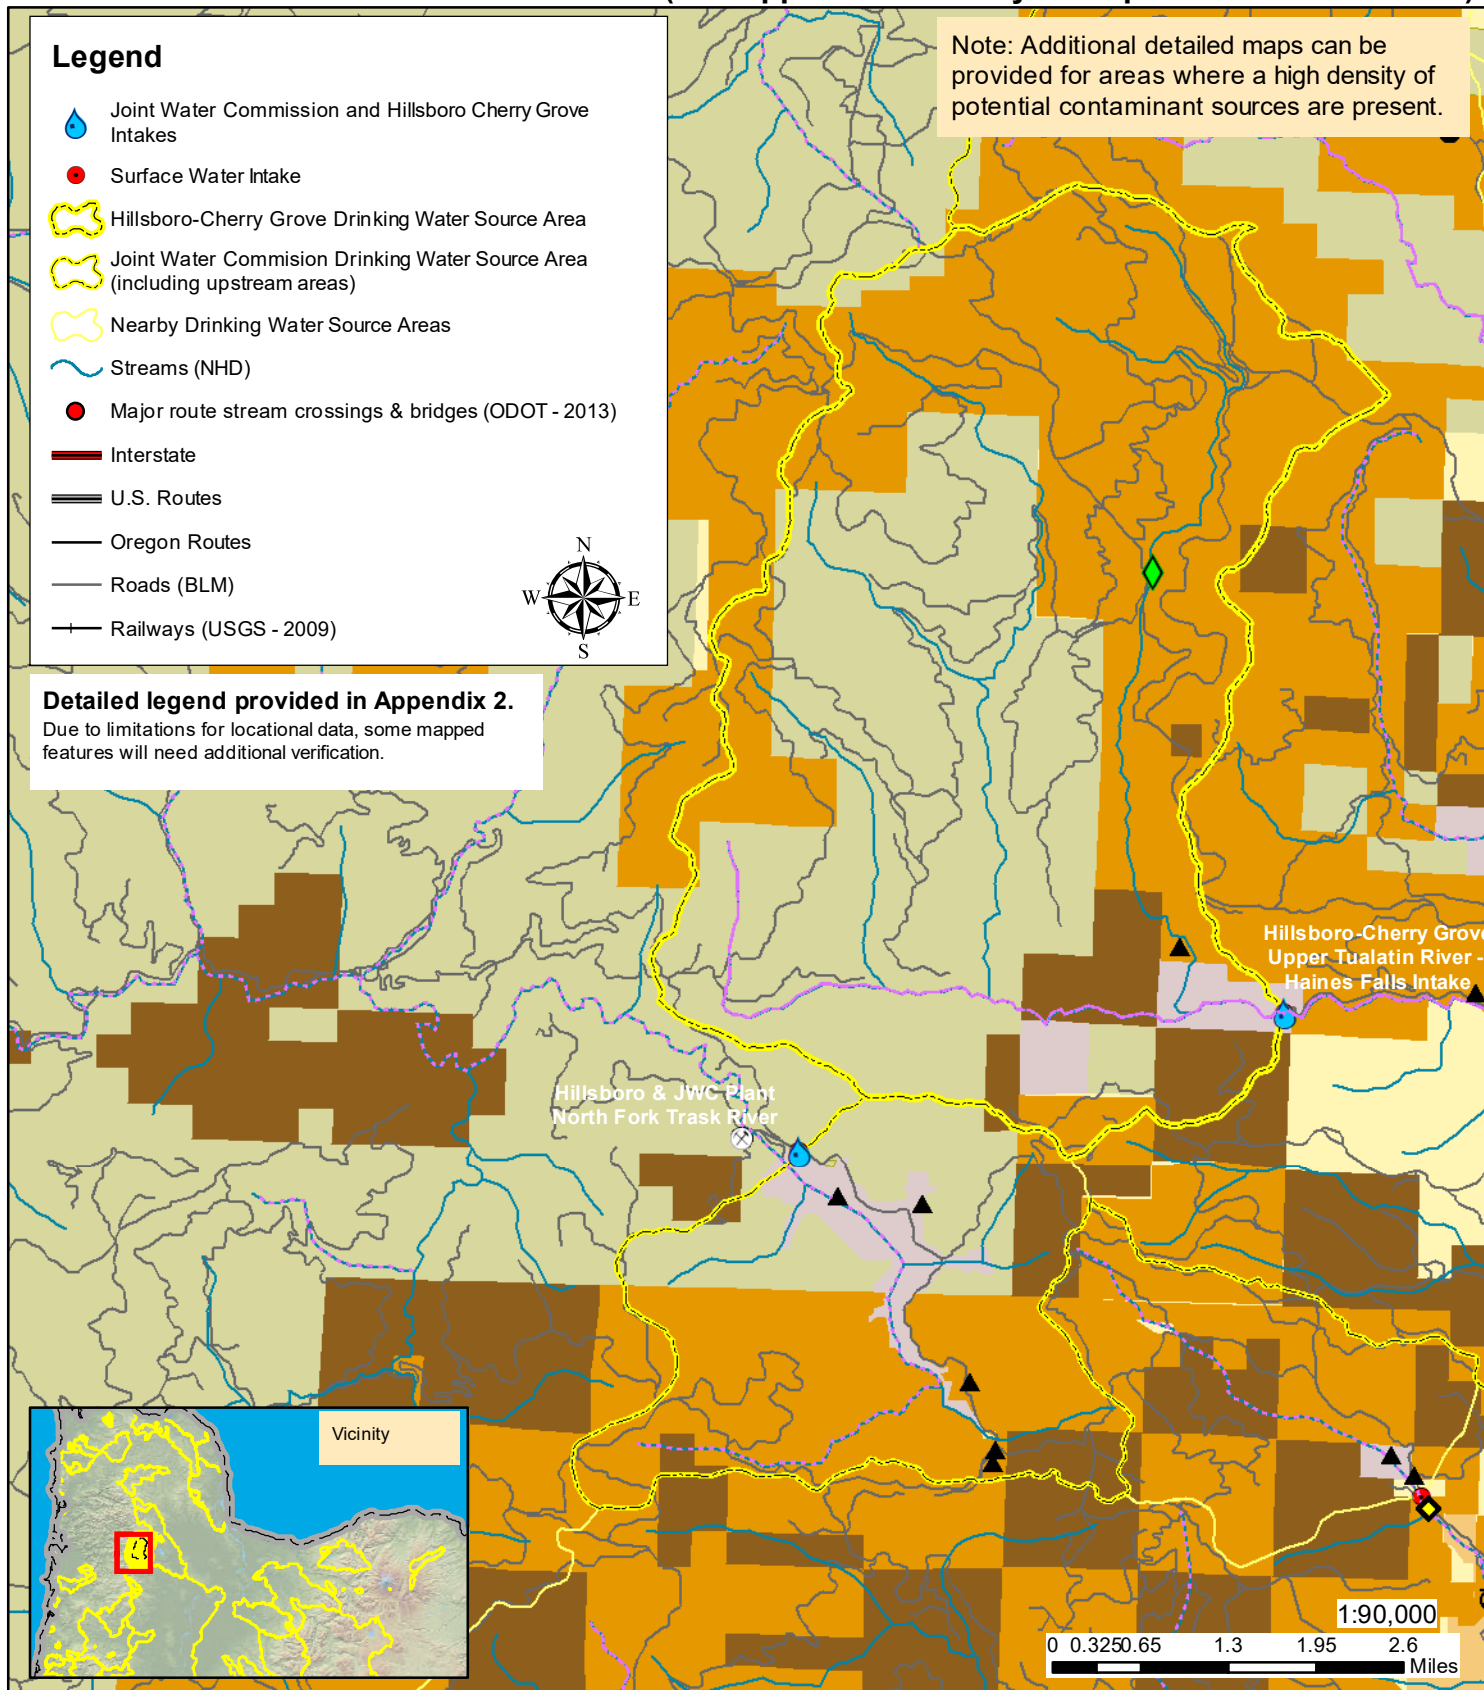 Legend
Joint Water Commission and Hillsboro Cherry Grove
Intakes
Surface Water Intake
Hillsboro-Cherry Grove Drinking Water Source Area
Joint Water Commision Drinking Water Source Area
(including upstream areas)
Nearby Drinking Water Source Areas
Streams (NHD)
Major route stream crossings & bridges (ODOT - 2013)
Interstate
U.S. Routes
Oregon Routes
Roads (BLM)
Railways (USGS - 2009)
N
W E
S
Note: Additional detailed maps can be
provided for areas where a high density of
potential contaminant sources are present.
Detailed legend provided in Appendix 2.
Due to limitations for locational data, some mapped
features will need additional verification.
Hillsboro-Cherry Grove
Upper Tualatin River -
Haines Falls Intake
Hillsboro & JWC Plant
North Fork Trask River
Vicinity
1:90,000
0 0.325 0.65 1.3 1.95 2.6
Miles